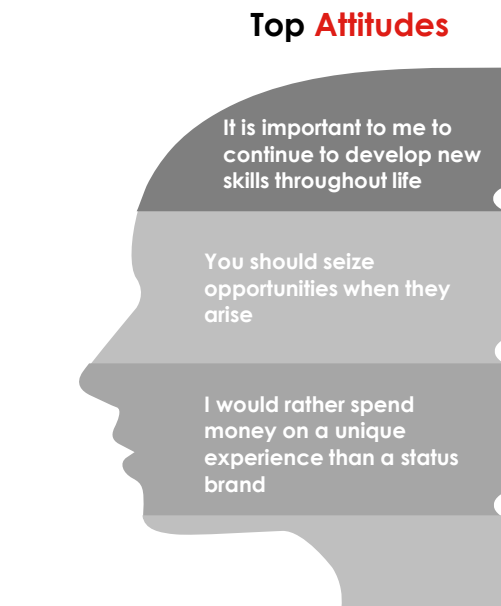 Top Attitudes
It is important to me to
continue to develop new
skills throughout life
You should seize
opportunities when they
arise
I would rather spend
money on a unique
experience than a status
brand